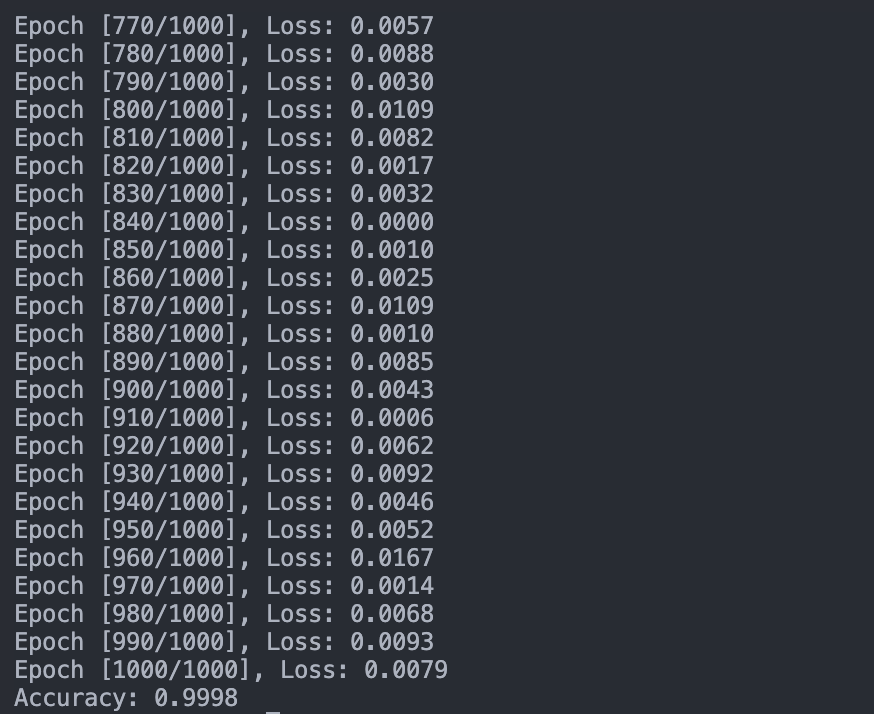 Epoch [770/1000], Loss: 0.0057
Epoch [780/1000], Loss: 0.0088
Epoch [790/1000], Loss: 0.0030
Epoch [800/1000], Loss: 0.0109
Epoch [810/1000], Loss: 0.0082
Epoch [820/1000], Loss: 0.0017
Epoch [830/1000], Loss: 0.0032
Epoch [840/1000], Loss: 0.0000
Epoch [850/1000], Loss: 0.0010
Epoch [860/1000], Loss: 0.0025
Epoch [870/1000], Loss: 0.0109
Epoch [880/1000], Loss: 0.0010
Epoch [890/1000], Loss: 0.0085
Epoch [900/1000], Loss: 0.0043
Epoch [910/1000], Loss: 0.0006
Epoch [920/1000], Loss: 0.0062
Epoch [930/1000], Loss: 0.0092
Epoch [940/1000], Loss: 0.0046
Epoch [950/1000], Loss: 0.0052
Epoch [960/1000], Loss: 0.0167
Epoch [970/1000], Loss: 0.0014
Epoch [980/1000], Loss: 0.0068
Epoch [990/1000], Loss: 0.0093
Epoch [1000/1000], Loss: 0.0079
Accuracy: 0.9998